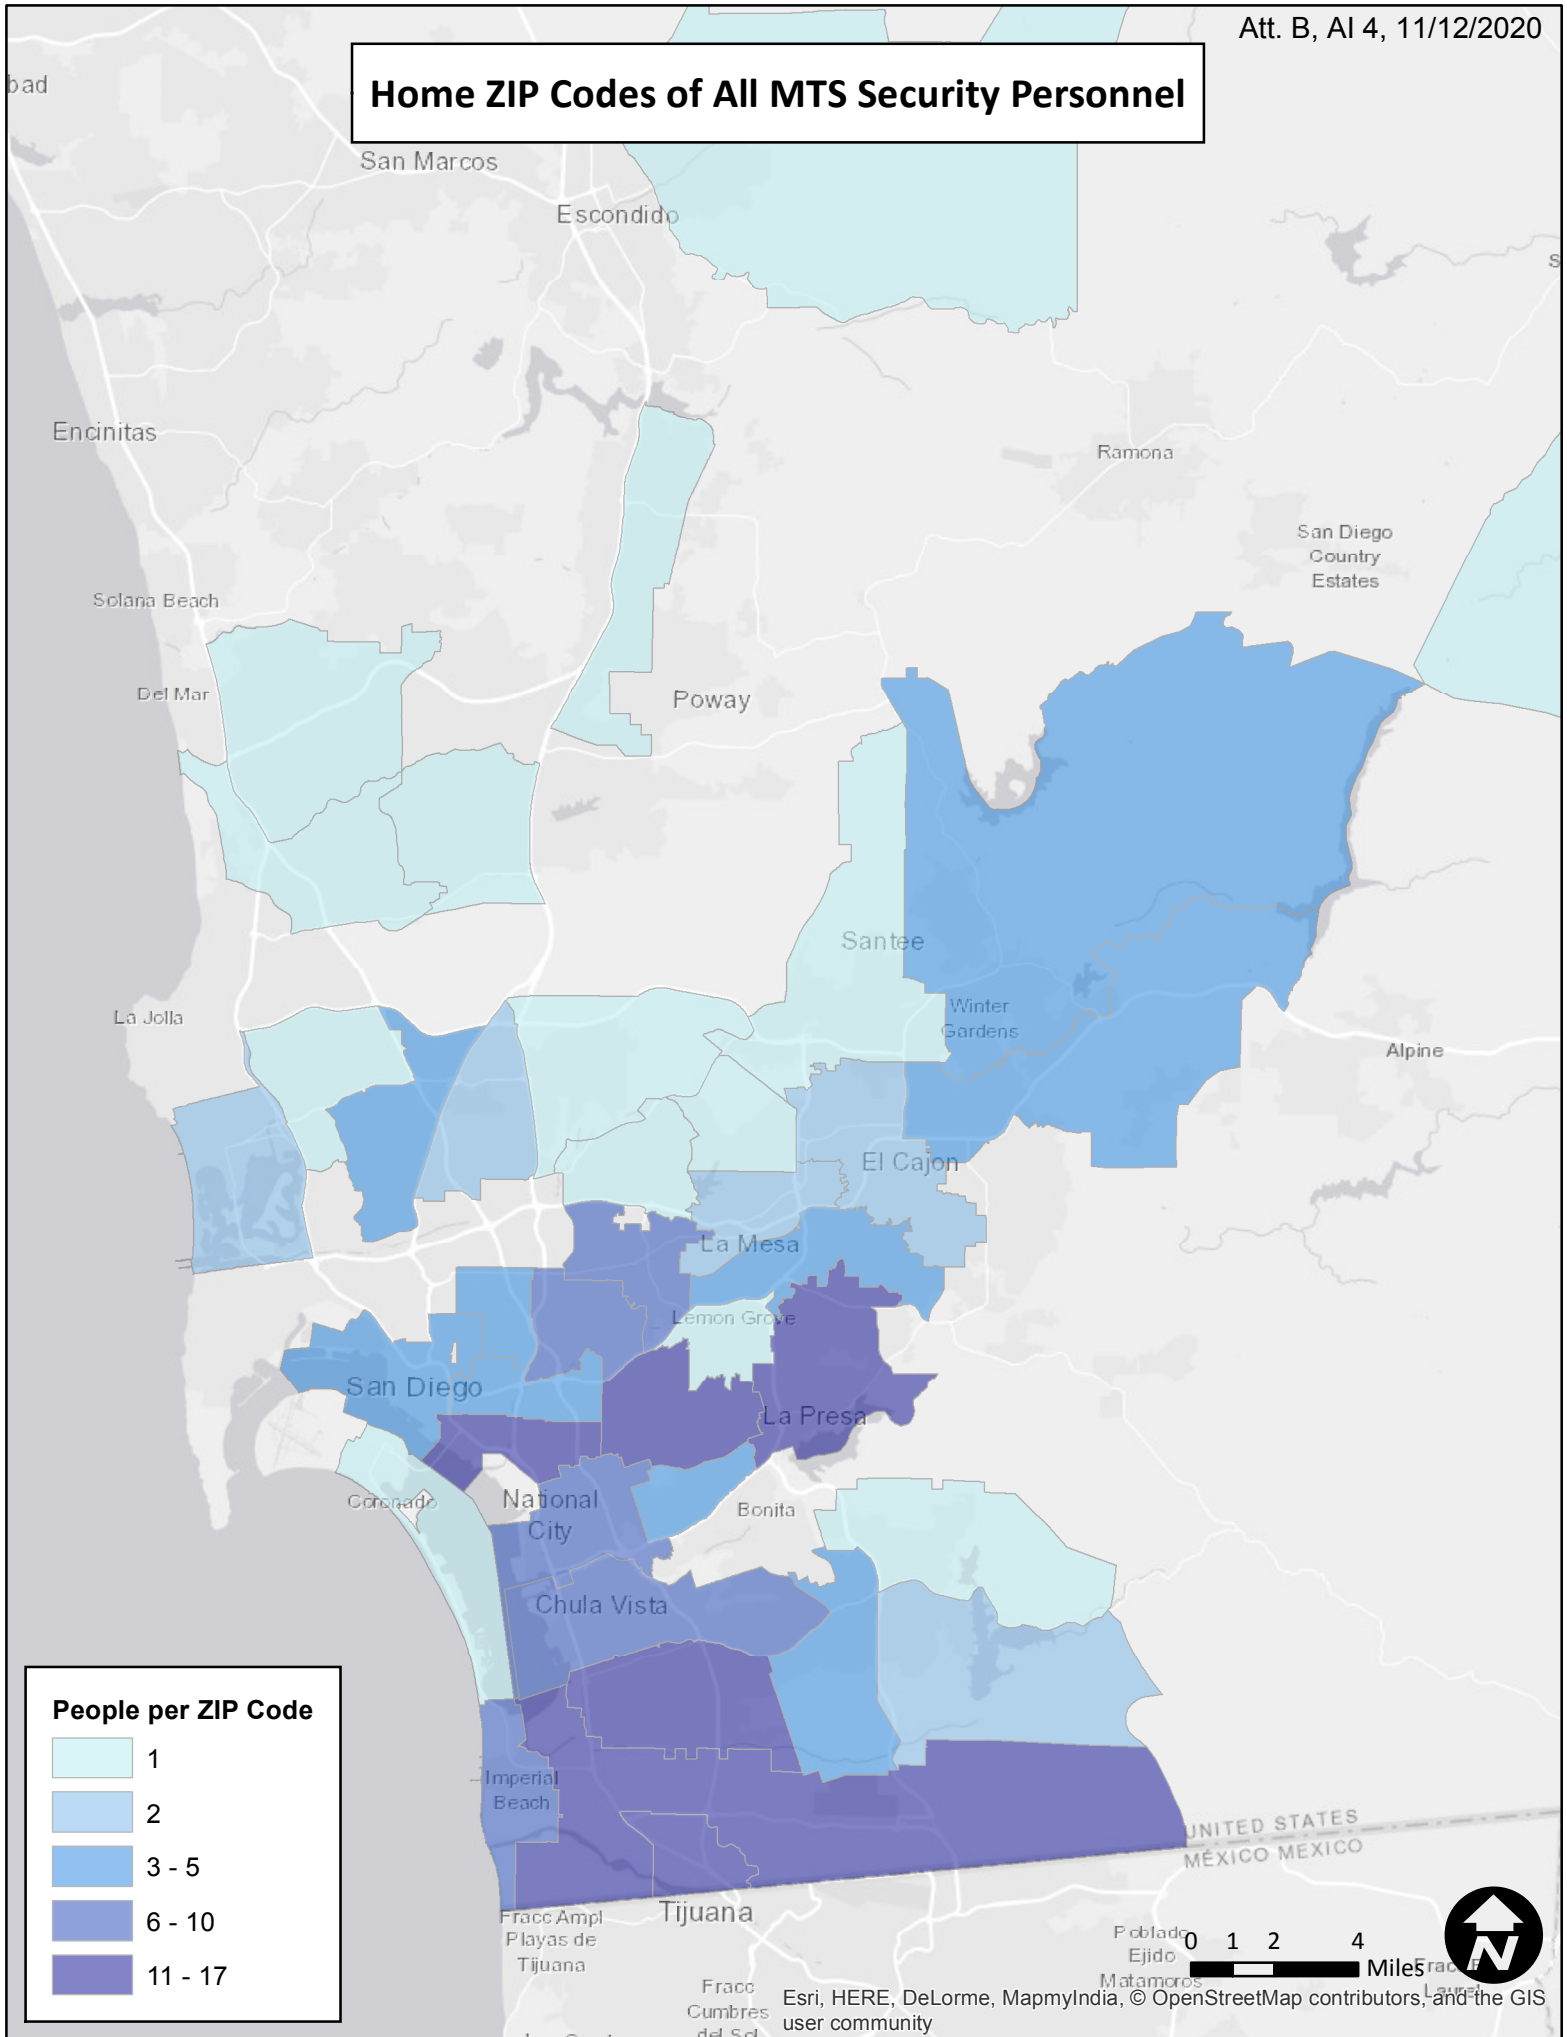 Att. B, AI 4, 11/12/2020
Home ZIP Codes of All MTS Security Personnel
bad
San Marcos
Escondido
Encinitas
Ramona
San Diego
Country
Estates
Solana Beach
Del Mar
Poway
Santee
La Jolla
Winter
Gardens
Alpine
El Cajon
La Mesa
Lemon Grove
San Diego
La Presa
Coronado
National
City
Bonita
Chula Vista
Imperial
Beach
People per ZIP Code
1
2
3 - 5
6 - 10
11 - 17
UNITED STATES
MÉXICO MEXICO
Tijuana
Fracc Ampl
Playas de
Tijuana
Fracc
Cumbres
del Sol
Poblado
Ejido
Matamoros
0 1 2 4
Miles
N
Laurel
Esri, HERE, DeLorme, MapmyIndia, © OpenStreetMap contributors, and the GIS
user community